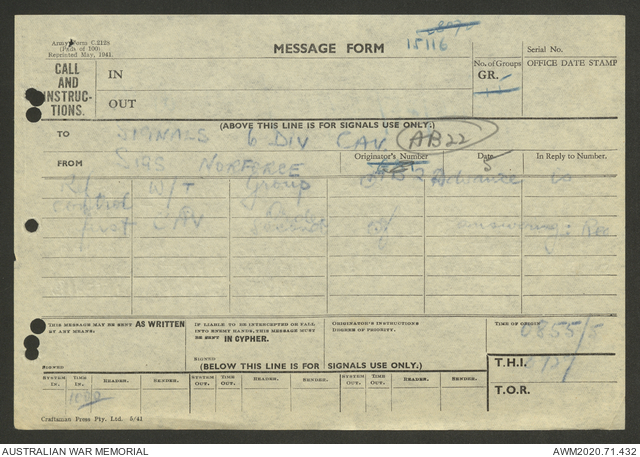 Army Form C.2128
(Pads of 100)
Reprinted May, 1941.
MESSAGE FORM
15116
Serial No.
CALL AND INSTRUC-TIONS.
IN
OUT
No. of Groups
GR.
OFFICE DATE STAMP
(ABOVE THIS LINE IS FOR SIGNALS USE ONLY.)
TO SIGNALS 6 DIV CAV AB22
FROM SIGS NORFORCE
Originator's Number
Date 5
In Reply to Number.
W/T Group Advance is
Control
first
answering: Rec
THIS MESSAGE MAY BE SENT AS WRITTEN BY ANY MEANS.
IF LIABLE TO BE INTERCEPTED OR FALL INTO ENEMY HANDS, THIS MESSAGE MUST BE SENT IN CYPHER.
ORIGINATOR'S INSTRUCTIONS DEGREE OF PRIORITY.
TIME OF ORIGIN
0855/5
SIGNED
SIGNED
(BELOW THIS LINE IS FOR SIGNALS USE ONLY.)
T.H.I.
SYSTEM IN. TIME IN. READER. SENDER. SYSTEM OUT. TIME OUT. READER. SENDER. SYSTEM OUT. TIME OUT. READER. SENDER.
T.O.R.
Craftsman Press Pty. Ltd. 5/41
AUSTRALIAN WAR MEMORIAL
AWM2020.71.432